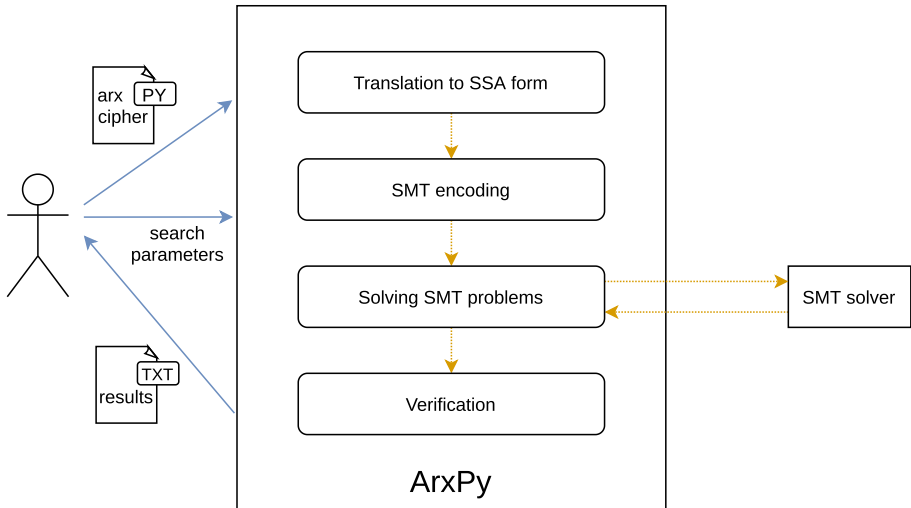 arx
PY
cipher
search
parameters
TXT
results
Translation to SSA form
SMT encoding
Solving SMT problems
Verification
ArxPy
SMT solver